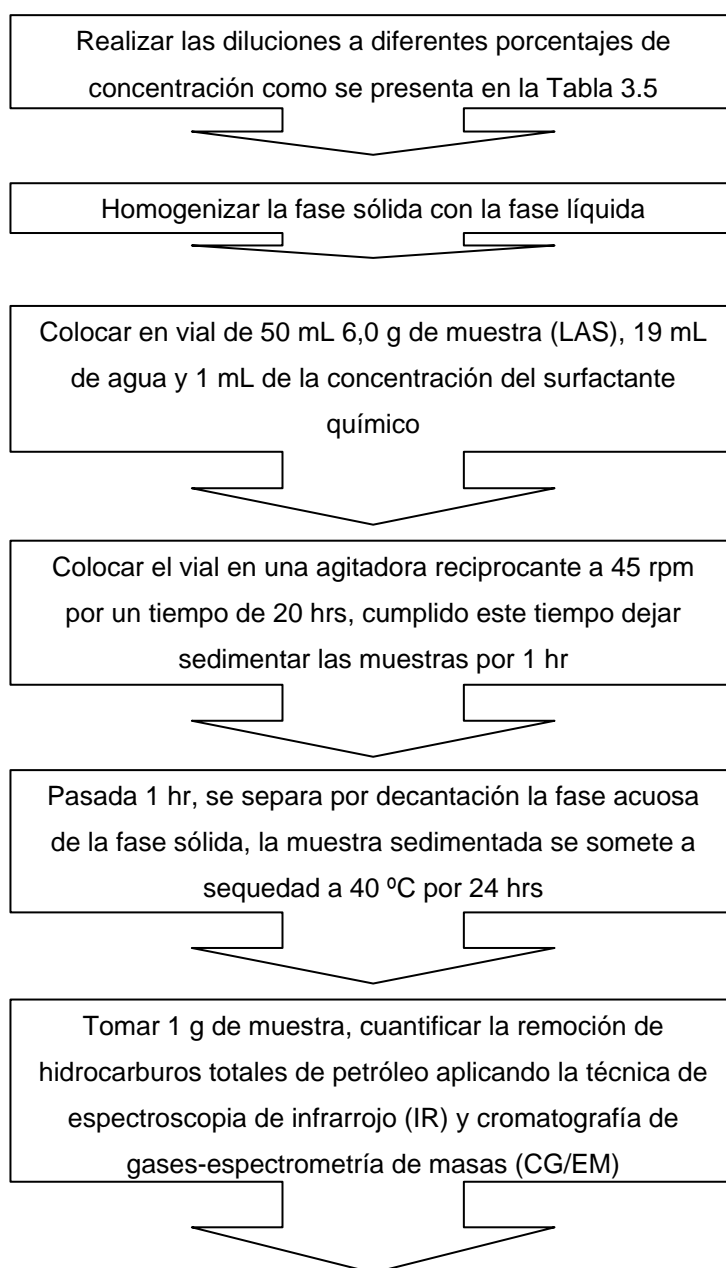 Realizar las diluciones a diferentes porcentajes de
concentración como se presenta en la Tabla 3.5
Homogenizar la fase sólida con la fase líquida
Colocar en vial de 50 mL 6,0 g de muestra (LAS), 19 mL
de agua y 1 mL de la concentración del surfactante
químico
Colocar el vial en una agitadora reciprocante a 45 rpm
por un tiempo de 20 hrs, cumplido este tiempo dejar
sedimentar las muestras por 1 hr
Pasada 1 hr, se separa por decantación la fase acuosa
de la fase sólida, la muestra sedimentada se somete a
sequedad a 40 ºC por 24 hrs
Tomar 1 g de muestra, cuantificar la remoción de
hidrocarburos totales de petróleo aplicando la técnica de
espectroscopia de infrarrojo (IR) y cromatografía de
gases-espectrometría de masas (CG/EM)